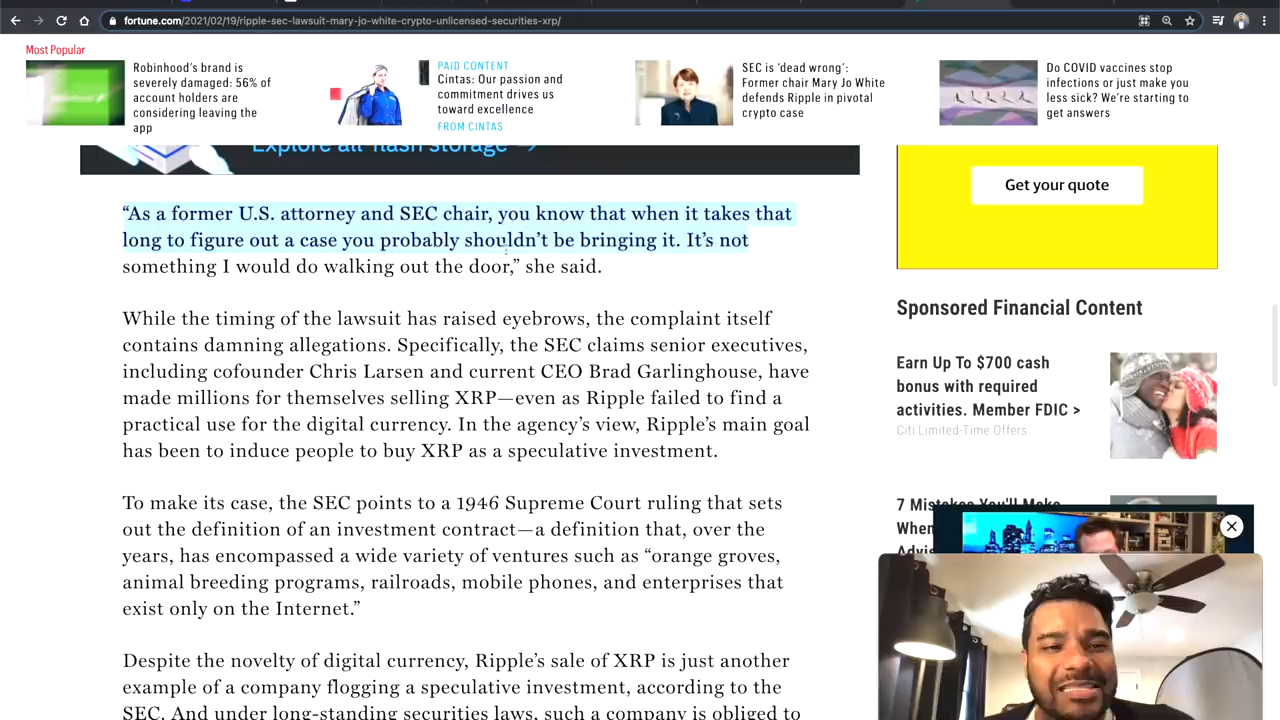 fortune.com/2021/02/19/ripple-sec-lawsuit-mary-jo-white-crypto-unlicensed-securities-xrp/
Most Popular
Robinhood's brand is
severely damaged: 56% of
account holders are
considering leaving the
app
PAID CONTENT
Cintas: Our passion and
commitment drives us
toward excellence
FROM CINTAS
SEC is ‘dead wrong’:
Former chair Mary Jo White
defends Ripple in pivotal
crypto case
Do COVID vaccines stop
infections or just make you
less sick? We're starting to
get answers
Explore all-flash storage →
“As a former U.S. attorney and SEC chair, you know that when it takes that
long to figure out a case you probably shouldn’t be bringing it. It’s not
something I would do walking out the door,” she said.
While the timing of the lawsuit has raised eyebrows, the complaint itself
contains damning allegations. Specifically, the SEC claims senior executives,
including cofounder Chris Larsen and current CEO Brad Garlinghouse, have
made millions for themselves selling XRP—even as Ripple failed to find a
practical use for the digital currency. In the agency’s view, Ripple’s main goal
has been to induce people to buy XRP as a speculative investment.
To make its case, the SEC points to a 1946 Supreme Court ruling that sets
out the definition of an investment contract—a definition that, over the
years, has encompassed a wide variety of ventures such as “orange groves,
animal breeding programs, railroads, mobile phones, and enterprises that
exist only on the Internet.”
Despite the novelty of digital currency, Ripple’s sale of XRP is just another
example of a company flogging a speculative investment, according to the
SEC. And under long-standing securities laws, such a company is obliged to
Get your quote
Sponsored Financial Content
Earn Up To $700 cash
bonus with required
activities. Member FDIC >
Citi Limited-Time Offers
7 Mistakes You'll Make
When